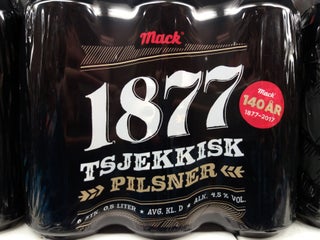 Mack
1877
Mack
140 ÅR
1877-2017
TSJEKKISK
PILSNER
6 STK. 0,5 LITER ★ AVG. KL. D ★ ALK. 4,5% VOL.